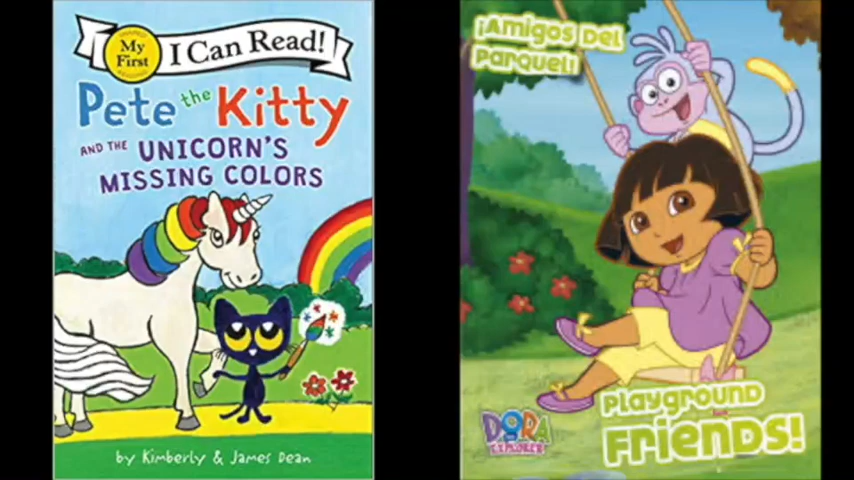 My
First
I Can Read!
Pete the Kitty
AND THE UNICORN'S
MISSING COLORS
by Kimberly & James Dean
¡Amigos Del
Parque!
Playground
Friends!
DORA
EXPLORER